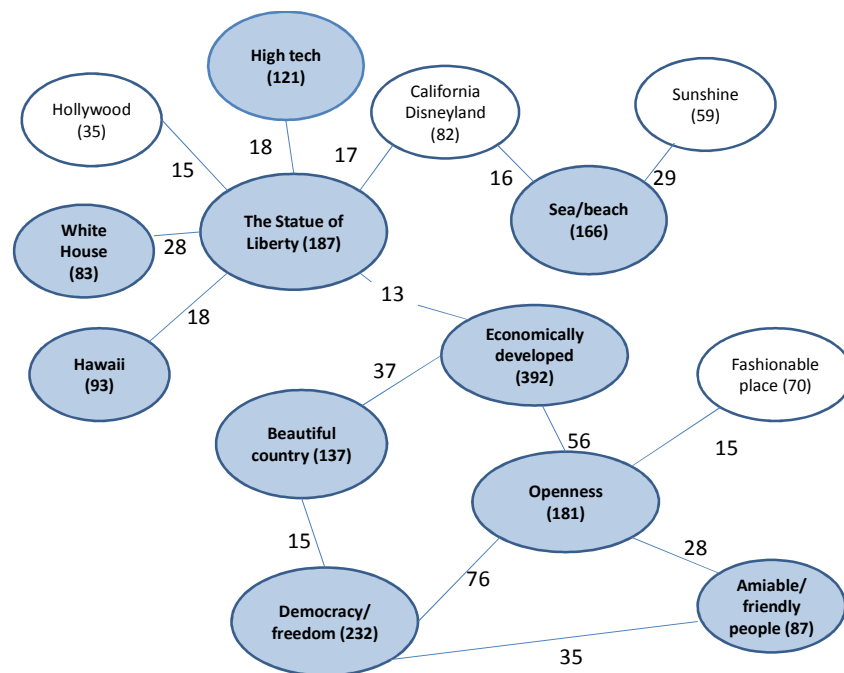 High tech
(121)
Hollywood
(35)
California
Disneyland
(82)
Sunshine
(59)
18
17
15
16
29
The Statue of
Liberty (187)
Sea/beach
(166)
White
House
(83)
28
13
18
Hawaii
(93)
Economically
developed
(392)
37
Fashionable
place (70)
Beautiful
country (137)
56
15
Openness
(181)
15
76
28
Democracy/
freedom (232)
Amiable/
friendly
people (87)
35